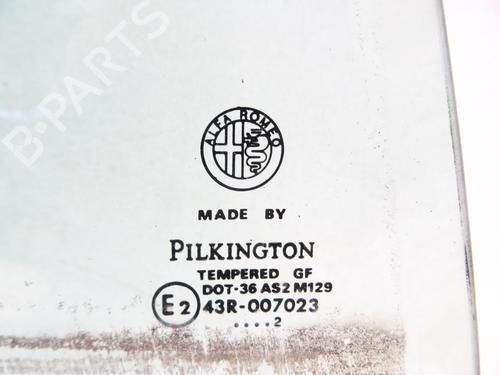 B-PARTS
ALFA ROMEO
MADE BY
PILKINGTON
TEMPERED GF
DOT-36 AS2 M129
E2 43R-007023
....2